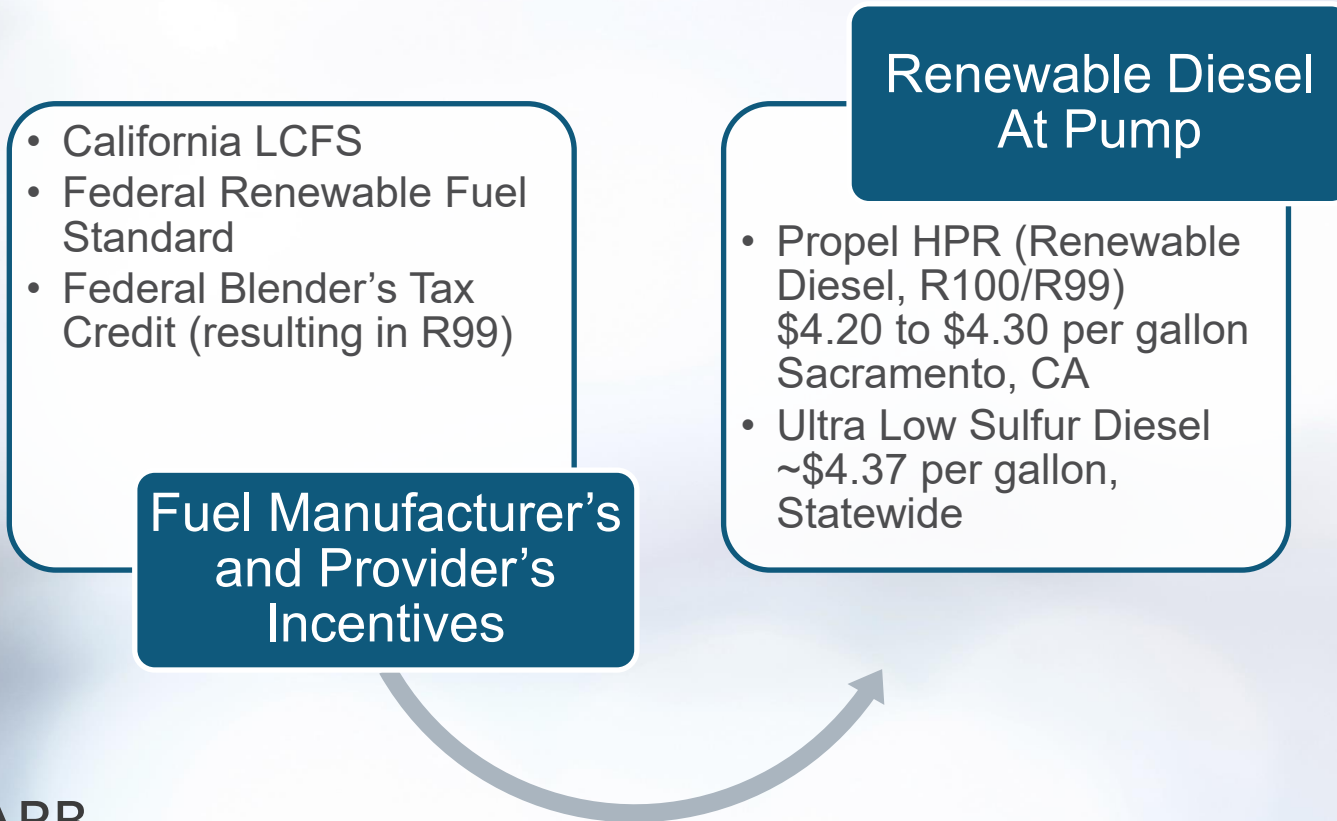 • California LCFS
• Federal Renewable Fuel
Standard
• Federal Blender’s Tax
Credit (resulting in R99)
Fuel Manufacturer’s
and Provider’s
Incentives
Renewable Diesel
At Pump
• Propel HPR (Renewable
Diesel, R100/R99)
$4.20 to $4.30 per gallon
Sacramento, CA
• Ultra Low Sulfur Diesel
~$4.37 per gallon,
Statewide